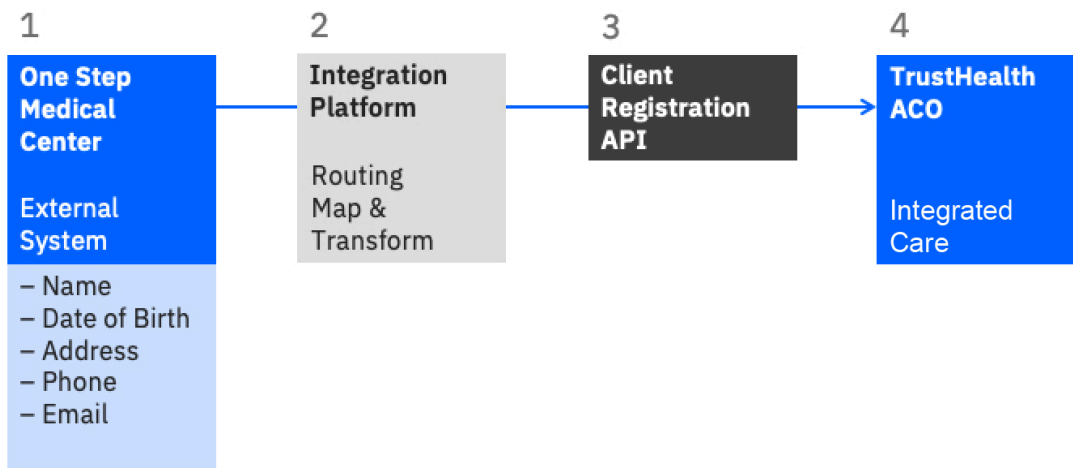 1
One Step
Medical
Center
External
System
– Name
– Date of Birth
– Address
– Phone
– Email
2
Integration
Platform
Routing
Map &
Transform
3
Client
Registration
API
4
TrustHealth
ACO
Integrated
Care